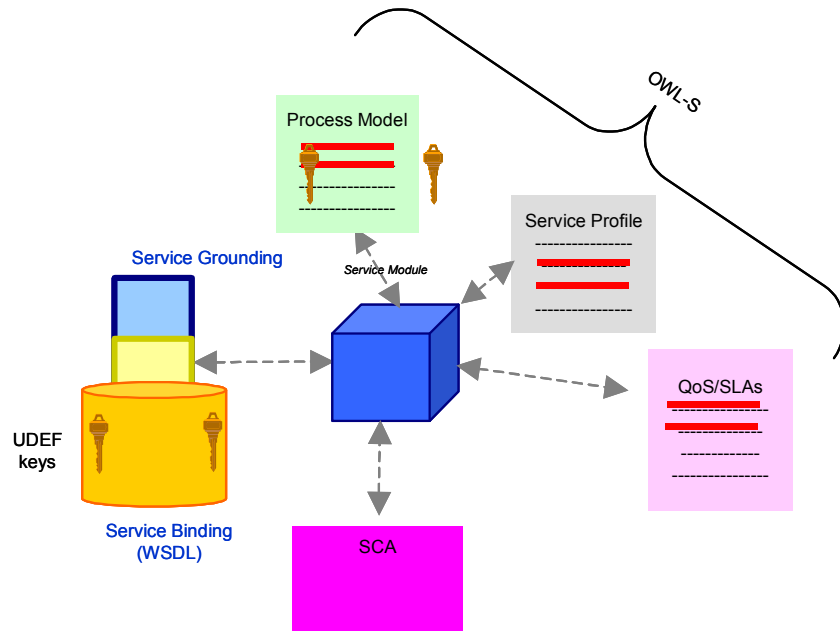 OWL-S
Process Model
Service Profile
Service Grounding
Service Module
QoS/SLAs
UDEF
keys
Service Binding
(WSDL)
SCA